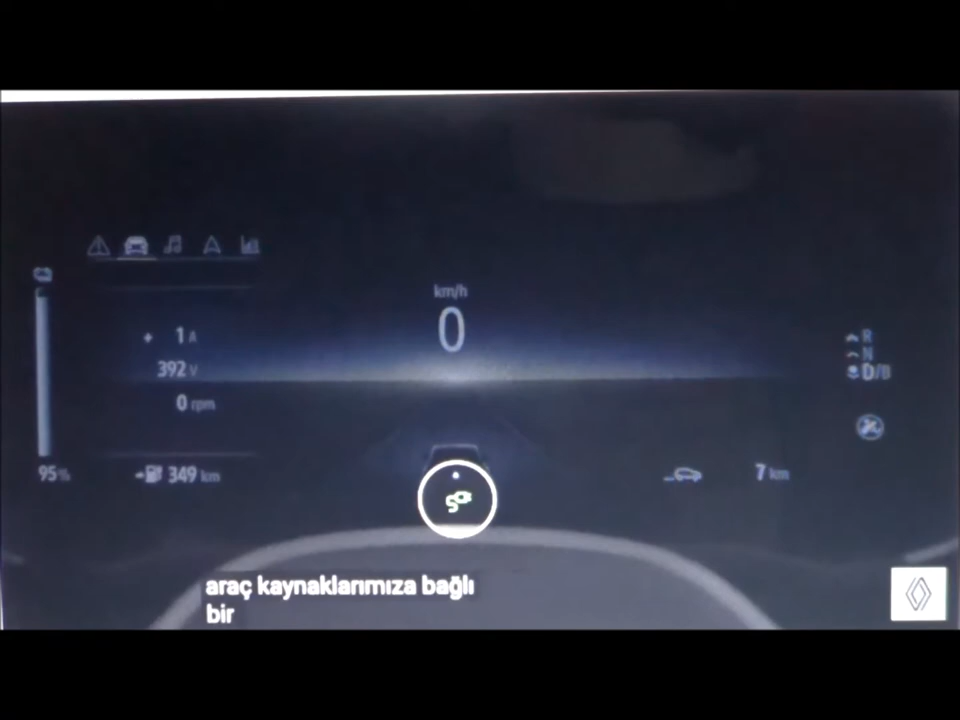 km/h
0
+ 1 A
392 V
0 rpm
95%
349 km
7 km
R
N
D/B
araç kaynaklarımıza bağlı
bir